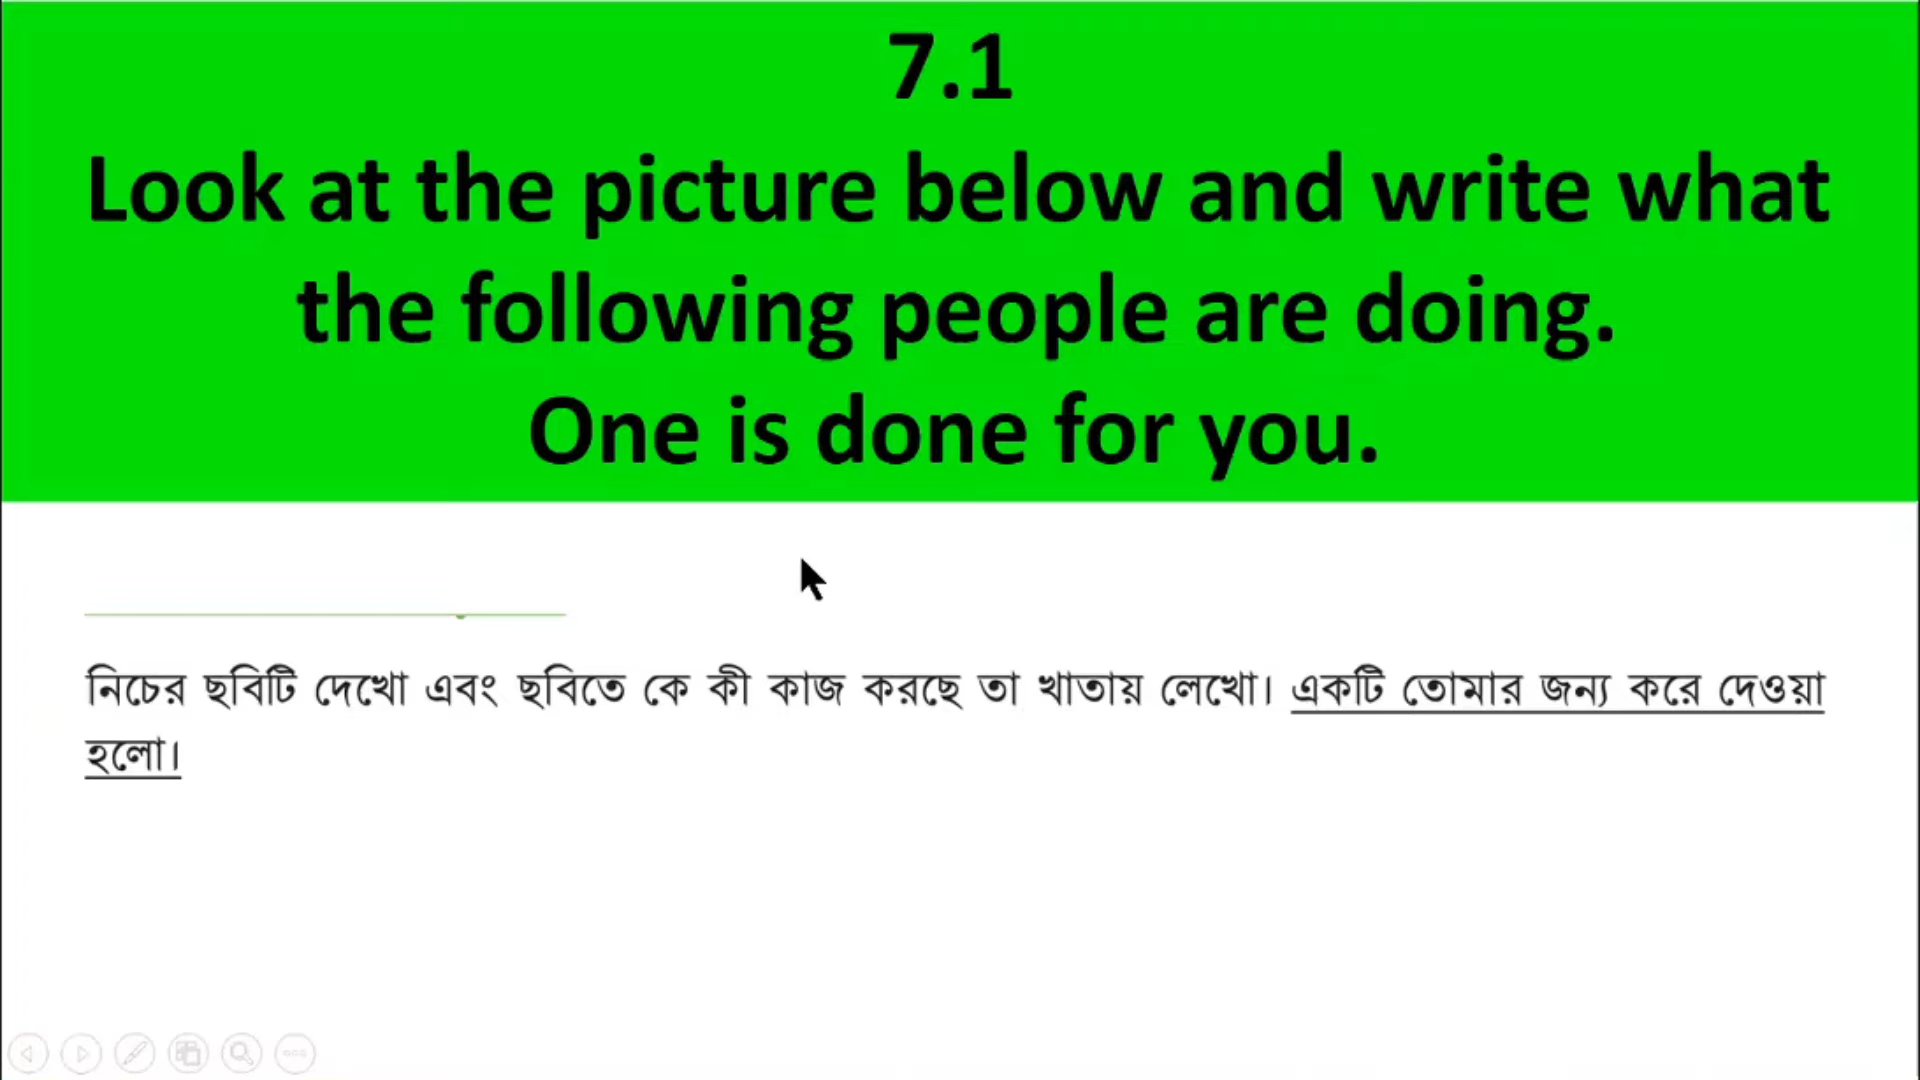 7.1
Look at the picture below and write what
the following people are doing.
One is done for you.
নিচের ছবিটি দেখো এবং ছবিতে কে কী কাজ করছে তা খাতায় লেখো। একটি তোমার জন্য করে দেওয়া
হলো।